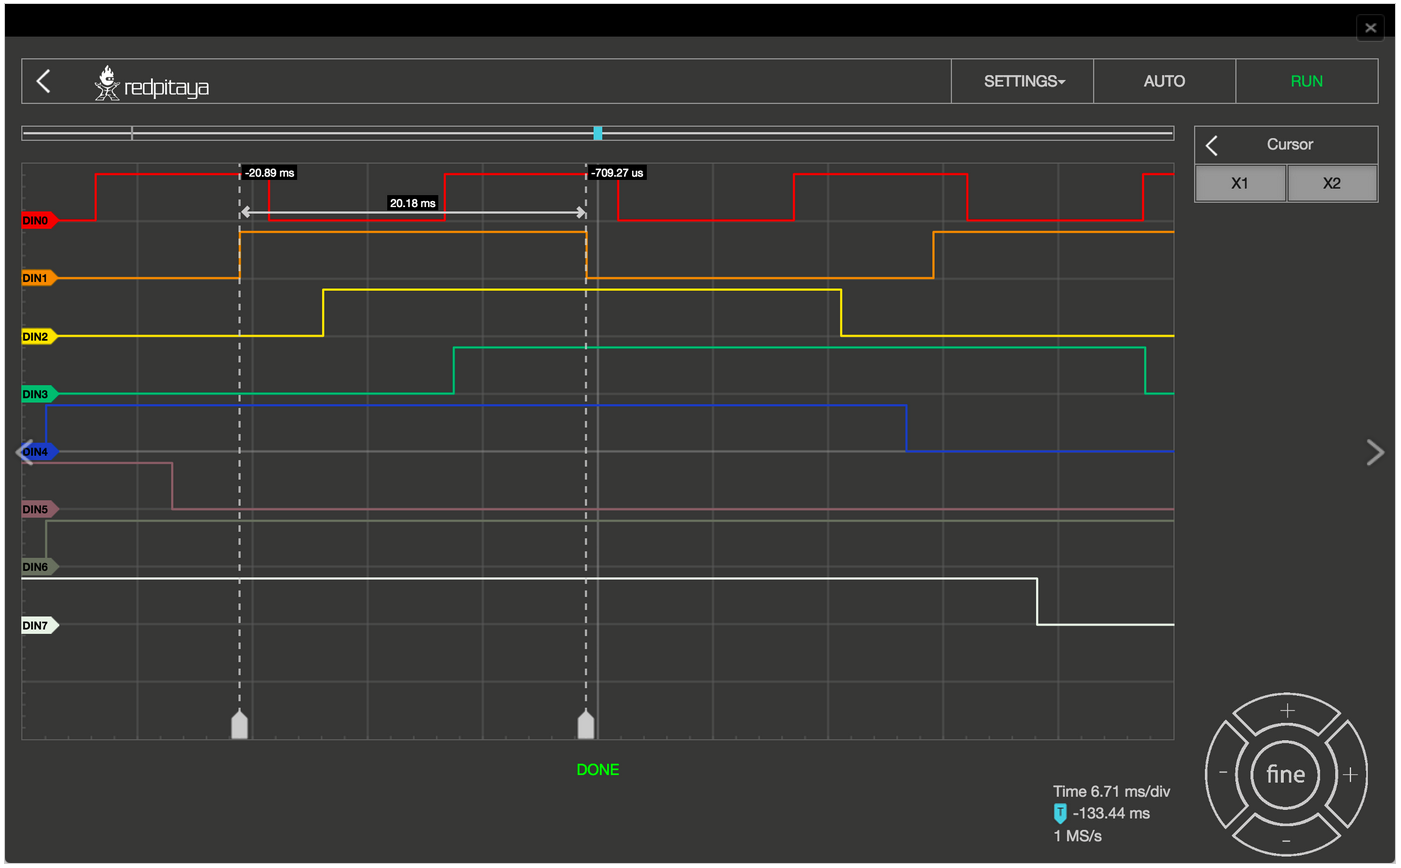 redpitaya
SETTINGS
AUTO
RUN
Cursor
X1
X2
-20.89 ms
-709.27 us
20.18 ms
DIN0
DIN1
DIN2
DIN3
DIN4
DIN5
DIN6
DIN7
DONE
Time 6.71 ms/div
T -133.44 ms
1 MS/s
+
- fine +
-